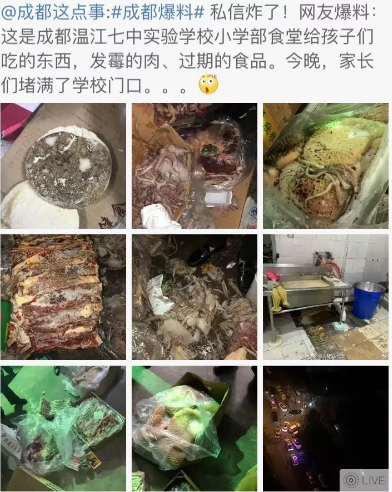 @成都这点事:#成都爆料# 私信炸了！网友爆料：
这是成都温江七中实验学校小学部食堂给孩子们
吃的东西，发霉的肉、过期的食品。今晚，家长
们堵满了学校门口。。。
LIVE